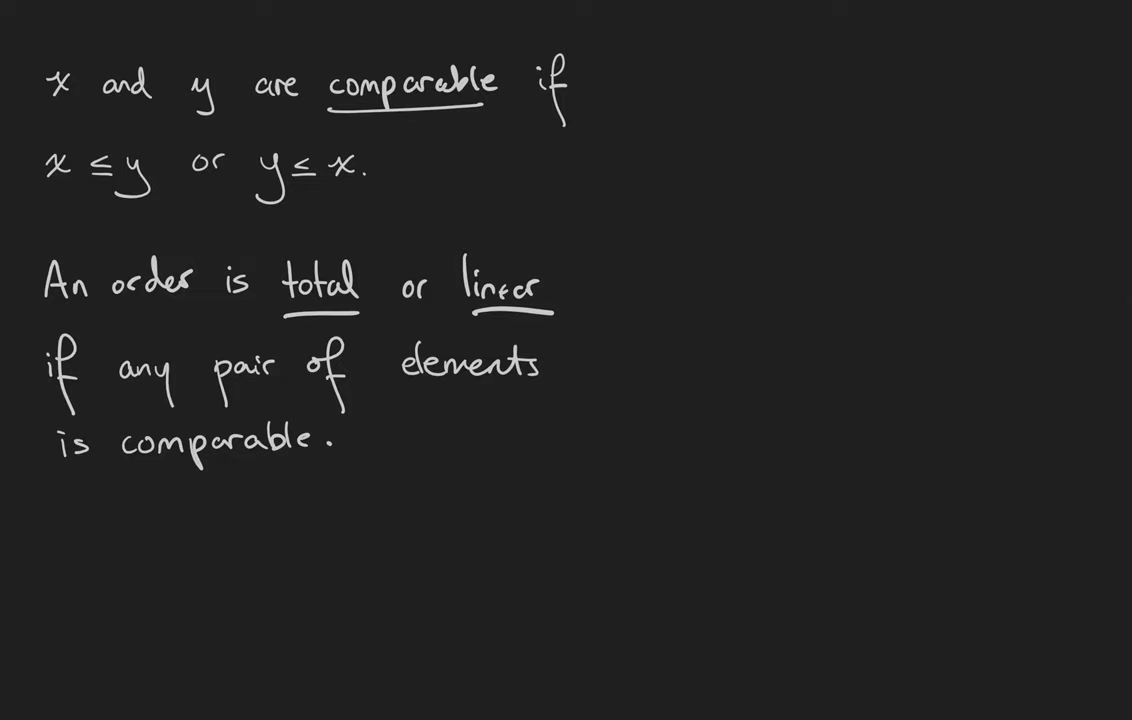 x and y are comparable if
x ≤ y or y ≤ x.
An order is total or linear
if any pair of elements
is comparable.